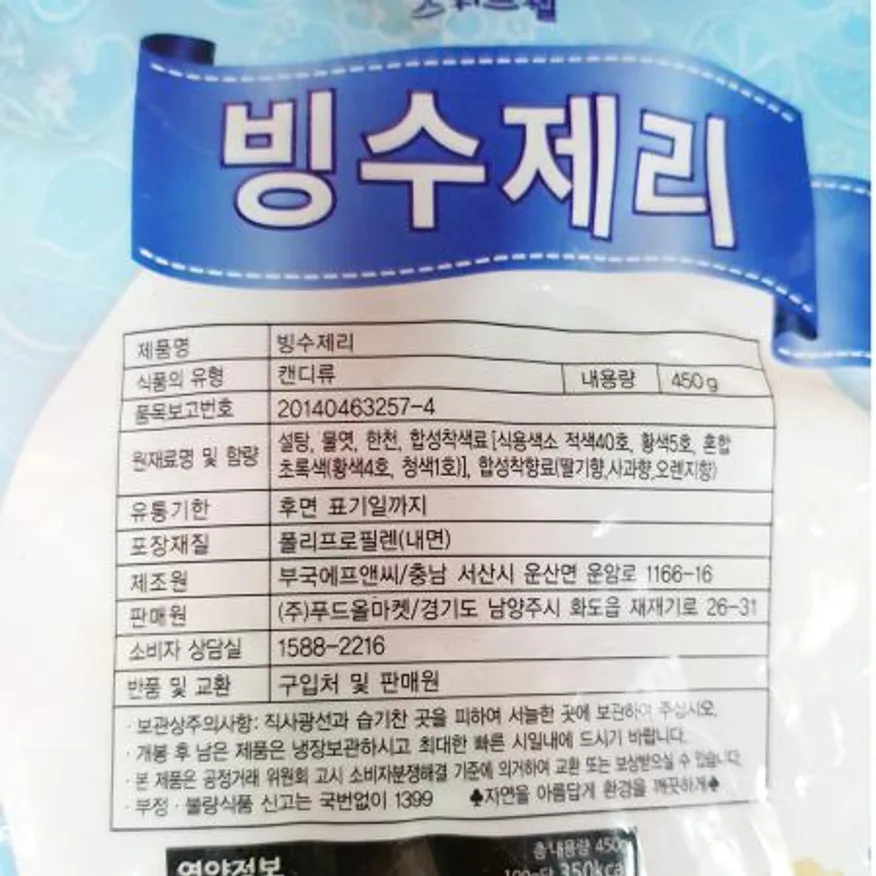 빙수제리
제품명 빙수제리
식품의 유형 캔디류 내용량 450g
품목보고번호 20140463257-4
원재료명 및 함량 설탕, 물엿, 한천, 합성착색료 [식용색소 적색40호, 황색5호, 혼합
초록색(황색4호, 청색1호)], 합성착향료(딸기향,사과향,오렌지향)
유통기한 후면 표기일까지
포장재질 폴리프로필렌(내면)
제조원 부국에프앤씨/충남 서산시 운산면 운암로 1166-16
판매원 (주)푸드올마켓/경기도 남양주시 화도읍 재재기로 26-31
소비자 상담실 1588-2216
반품 및 교환 구입처 및 판매원
· 보관상주의사항: 직사광선과 습기찬 곳을 피하여 서늘한 곳에 보관하여 주십시오.
· 개봉 후 남은 제품은 냉장보관하시고 최대한 빠른 시일내에 드시기 바랍니다.
· 본 제품은 공정거래 위원회 고시 소비자분쟁해결 기준에 의거하여 교환 또는 보상받으실 수 있습니다.
· 부정 · 불량식품 신고는 국번없이 1399 ♠자연을 아름답게 환경을 깨끗하게♠
영양정보 총 내용량 450g
100g당 350kcal